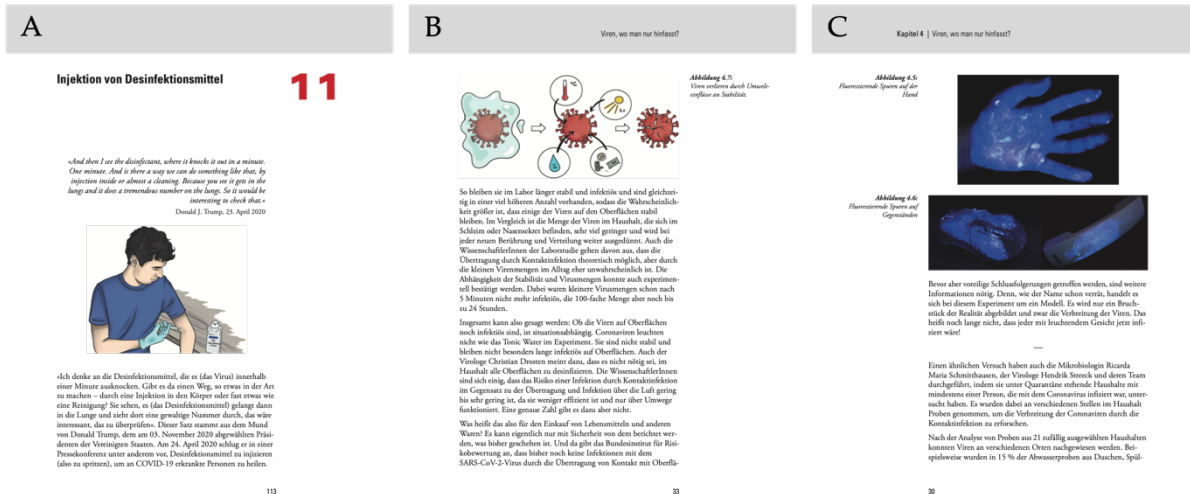 A
Injektion von Desinfektionsmittel
11
«And then I see the disinfectant, where it knocks it out in a minute.
One minute. And is there a way we can do something like that, by
injection inside or almost a cleaning. Because you see it gets in the
lungs and it does a tremendous number on the lungs. So it would be
interesting to check that.«
Donald J. Trump, 23. April 2020
«Ich denke an die Desinfektionsmittel, die es (das Virus) innerhalb
einer Minute ausknocken. Gibt es da einen Weg, so etwas in der Art
zu machen – durch eine Injektion in den Körper oder fast etwas wie
eine Reinigung? Sie sehen, es (das Desinfektionsmittel) gelangt dann
in die Lunge und zieht dort eine gewaltige Nummer durch, das wäre
interessant, das zu überprüfen«. Dieser Satz stammt aus dem Mund
von Donald Trump, dem am 03. November 2020 abgewählten Präsi-
denten der Vereinigten Staaten. Am 24. April 2020 schlug er in einer
Pressekonferenz unter anderem vor, Desinfektionsmittel zu injizieren
(also zu spritzen), um an COVID-19 erkrankte Personen zu heilen.
113
B
Viren, wo man nur hinfasst?
Abbildung 4.7:
Viren verlieren durch Umwelt-
einflüsse an Stabilität.
So bleiben sie im Labor länger stabil und infektiös und sind gleichzei-
tig in einer viel höheren Anzahl vorhanden, sodass die Wahrscheinlich-
keit größer ist, dass einige der Viren auf den Oberflächen stabil
bleiben. Im Vergleich ist die Menge der Viren im Haushalt, die sich im
Schleim oder Nasensekret befinden, sehr viel geringer und wird bei
jeder neuen Berührung und Verteilung weiter ausgedünnt. Auch die
WissenschaftlerInnen der Laborstudie gehen davon aus, dass die
Übertragung durch Kontaktinfektion theoretisch möglich, aber durch
die kleinen Virenmengen im Alltag eher unwahrscheinlich ist. Die
Abhängigkeit der Stabilität und Virusmengen konnte auch experimen-
tell bestätigt werden. Dabei waren kleinere Virusmengen schon nach
5 Minuten nicht mehr infektiös, die 100-fache Menge aber noch bis
zu 24 Stunden.
Insgesamt kann also gesagt werden: Ob die Viren auf Oberflächen
noch infektiös sind, ist situationsabhängig. Coronaviren leuchten
nicht wie das Tonic Water im Experiment. Sie sind nicht stabil und
bleiben nicht besonders lange infektiös auf Oberflächen. Auch der
Virologe Christian Drosten meint dazu, dass es nicht nötig sei, im
Haushalt alle Oberflächen zu desinfizieren. Die WissenschaftlerInnen
sind sich einig, dass das Risiko einer Infektion durch Kontaktinfektion
im Gegensatz zu der Übertragung und Infektion über die Luft gering
bis sehr gering ist, da sie weniger effizient ist und nur über Umwege
funktioniert. Eine genaue Zahl gibt es dazu aber nicht.
Was heißt das also für den Einkauf von Lebensmitteln und anderen
Waren? Es kann eigentlich nur mit Sicherheit von dem berichtet wer-
den, was bisher geschehen ist. Und da gibt das Bundesinstitut für Risi-
kobewertung an, dass bisher noch keine Infektionen mit dem
SARS-CoV-2-Virus durch die Übertragung von Kontakt mit Oberflä-
33
C
Kapitel 4 | Viren, wo man nur hinfasst?
Abbildung 4.5:
Fluoreszierende Spuren auf der
Hand
Abbildung 4.6:
Fluoreszierende Spuren auf
Gegenständen
Bevor aber voreilige Schlussfolgerungen getroffen werden, sind weitere
Informationen nötig. Denn, wie der Name schon verrät, handelt es
sich bei diesem Experiment um ein Modell. Es wird nur ein Bruch-
stück der Realität abgebildet und zwar die Verbreitung der Viren. Das
heißt noch lange nicht, dass jeder mit leuchtendem Gesicht jetzt infi-
ziert wäre!
Einen ähnlichen Versuch haben auch die Mikrobiologin Ricarda
Maria Schmithausen, der Virologe Hendrik Streeck und deren Team
durchgeführt, indem sie unter Quarantäne stehende Haushalte mit
mindestens einer Person, die mit dem Coronavirus infiziert war, unter-
sucht haben. Es wurden dabei an verschiedenen Stellen im Haushalt
Proben genommen, um die Verbreitung der Coronaviren durch die
Kontaktinfektion zu erforschen.
Nach der Analyse von Proben aus 21 zufällig ausgewählten Haushalten
konnten Viren an verschiedenen Orten nachgewiesen werden. Bei-
spielsweise wurden in 15 % der Abwasserproben aus Duschen, Spül-
30